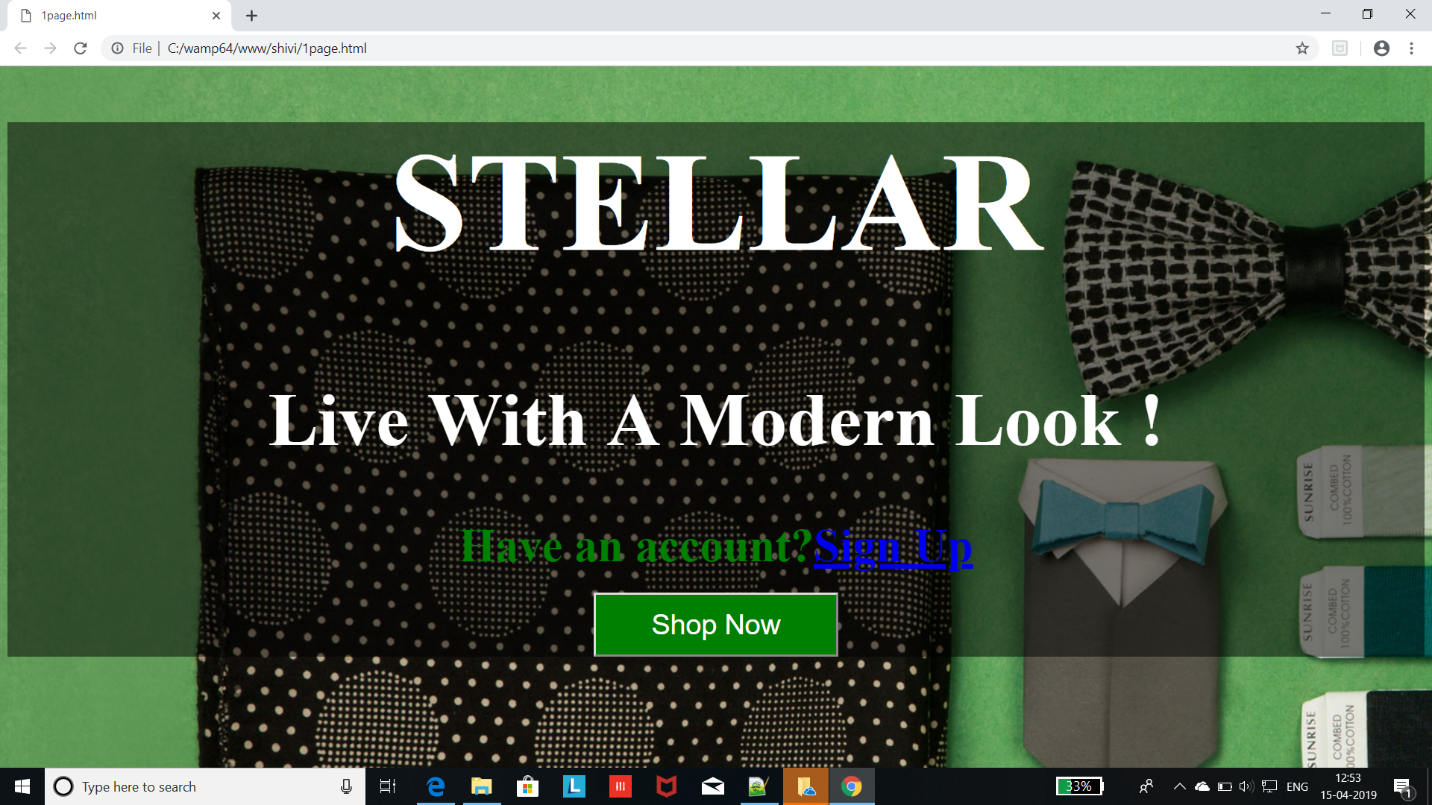 1page.html
File | C:/wamp64/www/shivi/1page.html
STELLAR
Live With A Modern Look !
Have an account?Sign Up
Shop Now
SUNRISE
COMBED
100%COTTON
SUNRISE
COMBED
100%COTTON
SUNRISE
COMBED
100%COTTON
Type here to search
L
33%
ENG
12:53
15-04-2019
1